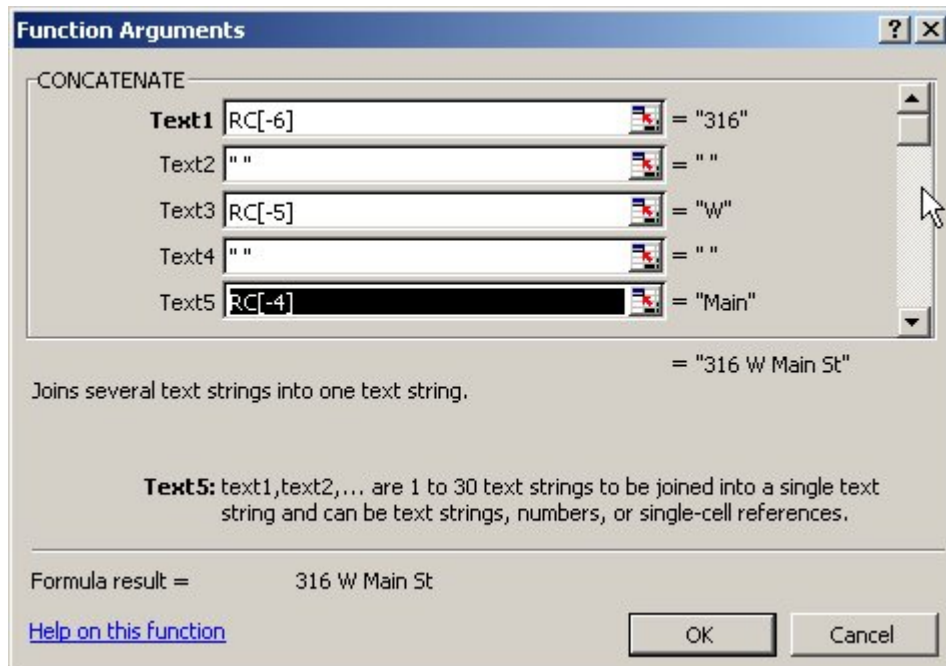 Function Arguments
CONCATENATE
Text1 RC[-6] = "316"
Text2 " " = " "
Text3 RC[-5] = "W"
Text4 " " = " "
Text5 RC[-4] = "Main"
= "316 W Main St"
Joins several text strings into one text string.
Text5: text1,text2,... are 1 to 30 text strings to be joined into a single text
string and can be text strings, numbers, or single-cell references.
Formula result = 316 W Main St
Help on this function OK Cancel